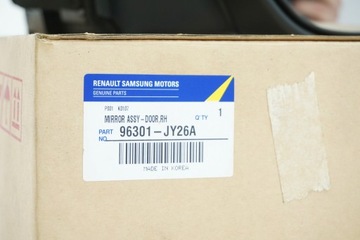 RENAULT SAMSUNG MOTORS
GENUINE PARTS
MIRROR ASSY-DOOR,RH
Q'TY 1
PART NO. 96301-JY26A
MADE IN KOREA